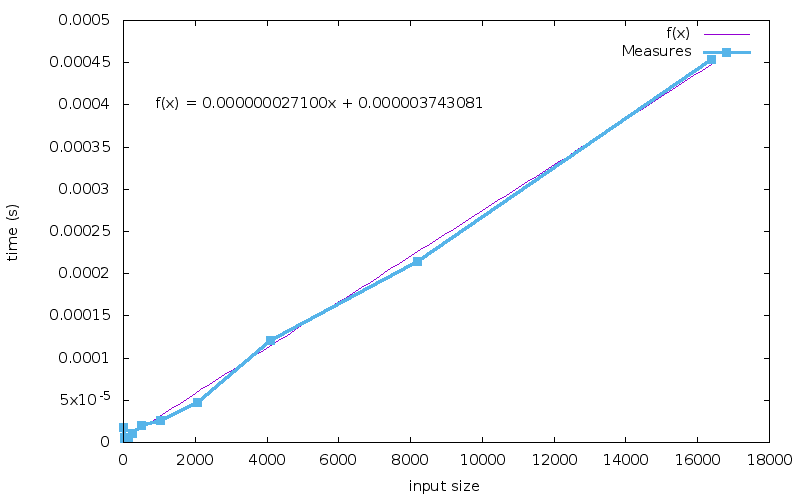 0.0005
f(x)
Measures
0.00045
f(x) = 0.000000027100x + 0.000003743081
0.0004
0.00035
0.0003
0.00025
0.0002
0.00015
0.0001
5x10⁻⁵
0
time (s)
0 2000 4000 6000 8000 10000 12000 14000 16000 18000
input size